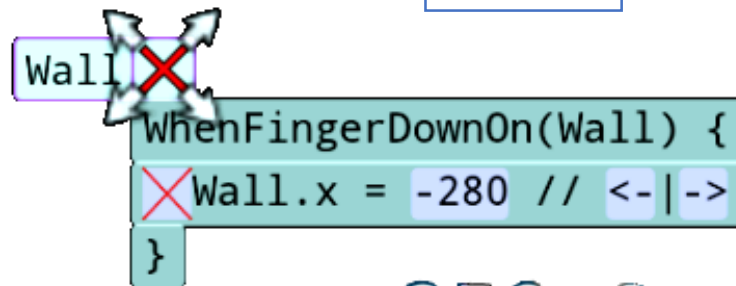 Wall
WhenFingerDownOn(Wall) {
Wall.x = -280 // <-|->
}